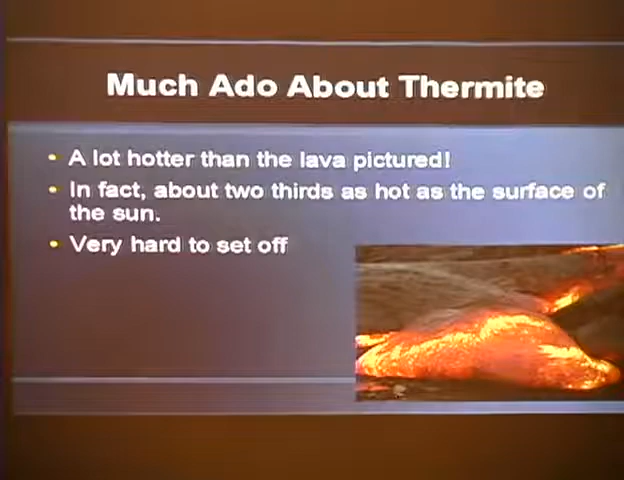 Much Ado About Thermite
• A lot hotter than the lava pictured!
• In fact, about two thirds as hot as the surface of
the sun.
• Very hard to set off